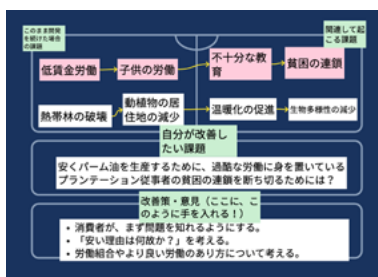 このまま開発
を続けた場合
の課題
関連して起
こる課題
低賃金労働
子供の労働
不十分な教
育
貧困の連鎖
熱帯林の破壊
動植物の居
住地の減少
温暖化の促進
生物多様性の減少
自分が改善し
たい課題
安くパーム油を生産するために、過酷な労働に身を置いている
プランテーション従事者の貧困の連鎖を断ち切るためには？
改善策・意見（ここに、こ
のように手を入れる！）
• 消費者が、まず問題を知れるようにする。
• 「安い理由は何故か？」を考える。
• 労働組合やより良い労働のあり方について考える。